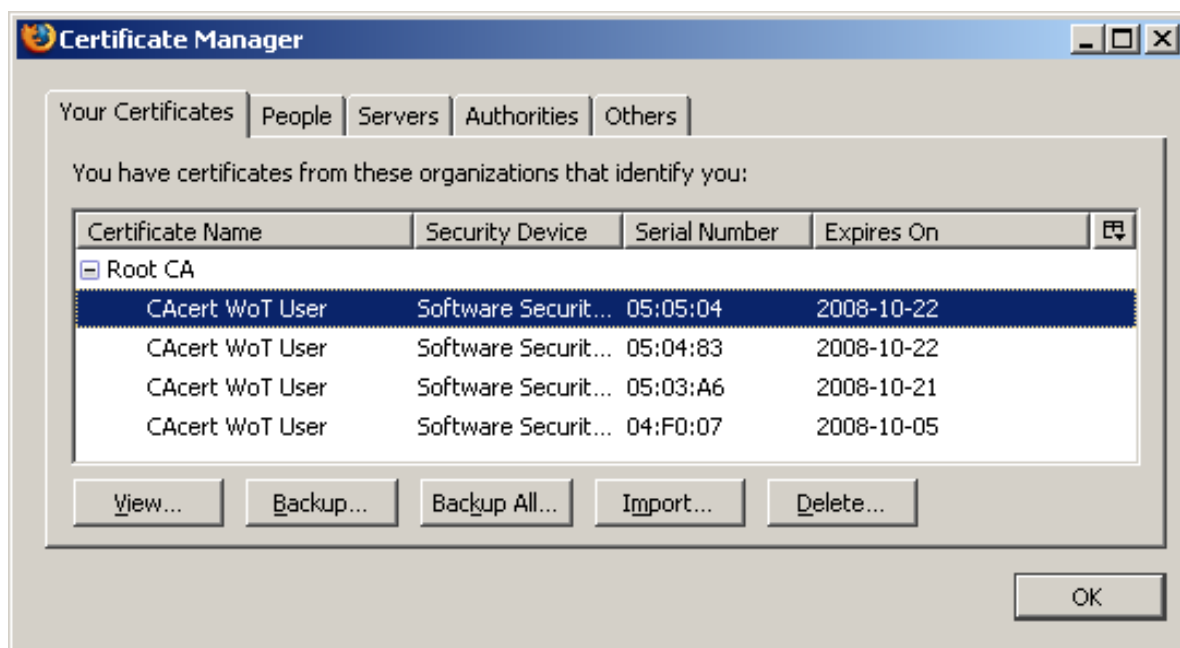 Certificate Manager
Your Certificates People Servers Authorities Others
You have certificates from these organizations that identify you:
Certificate Name Security Device Serial Number Expires On
Root CA
CAcert WoT User Software Securit... 05:05:04 2008-10-22
CAcert WoT User Software Securit... 05:04:83 2008-10-22
CAcert WoT User Software Securit... 05:03:A6 2008-10-21
CAcert WoT User Software Securit... 04:F0:07 2008-10-05
View... Backup... Backup All... Import... Delete...
OK